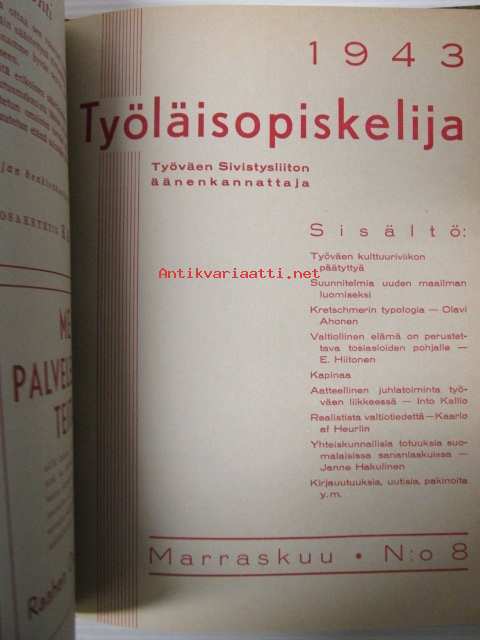 1943
Työläisopiskelija
Työväen Sivistysliiton
äänenkannattaja
Sisältö:
Työväen kulttuuriviikon
päätyttyä
Antikvariaatti.net
Suunnitelmia uuden maailman
luomiseksi
Kretschmerin typologia — Olavi
Ahonen
Valtiollinen elämä on perustet-
tava tosiasioiden pohjalle —
E. Hiitonen
Kapinaa
Aatteellinen juhlatoiminta työ-
väen liikkeessä — Into Kallio
Realistista valtiotiedettä — Kaarlo
af Heurlin
Yhteiskunnallisia totuuksia suo-
malaisissa sananlaskuissa —
Janne Hakulinen
Kirjauutuuksia, uutisia, pakinoita
y.m.
Marraskuu • N:o 8
ME
PALVEL
TE